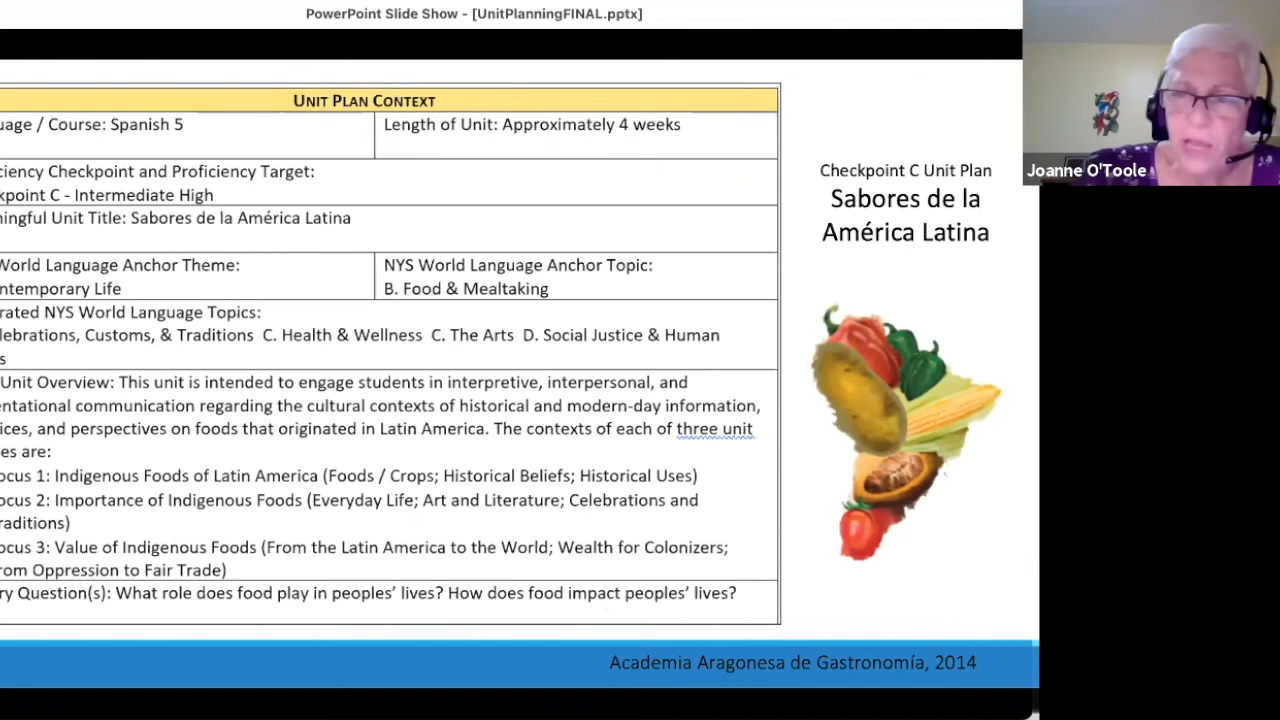 PowerPoint Slide Show - [UnitPlanningFINAL.pptx]
UNIT PLAN CONTEXT
uage / Course: Spanish 5
Length of Unit: Approximately 4 weeks
ciency Checkpoint and Proficiency Target:
kpoint C - Intermediate High
ningful Unit Title: Sabores de la América Latina
World Language Anchor Theme:
ntemporary Life
NYS World Language Anchor Topic:
B. Food & Mealtaking
rated NYS World Language Topics:
lebrations, Customs, & Traditions C. Health & Wellness C. The Arts D. Social Justice & Human
s
Unit Overview: This unit is intended to engage students in interpretive, interpersonal, and
entational communication regarding the cultural contexts of historical and modern-day information,
ices, and perspectives on foods that originated in Latin America. The contexts of each of three unit
es are:
ocus 1: Indigenous Foods of Latin America (Foods / Crops; Historical Beliefs; Historical Uses)
ocus 2: Importance of Indigenous Foods (Everyday Life; Art and Literature; Celebrations and
raditions)
ocus 3: Value of Indigenous Foods (From the Latin America to the World; Wealth for Colonizers;
rom Oppression to Fair Trade)
ry Question(s): What role does food play in peoples’ lives? How does food impact peoples’ lives?
Checkpoint C Unit Plan
Sabores de la
América Latina
Academia Aragonesa de Gastronomía, 2014
Joanne O'Toole